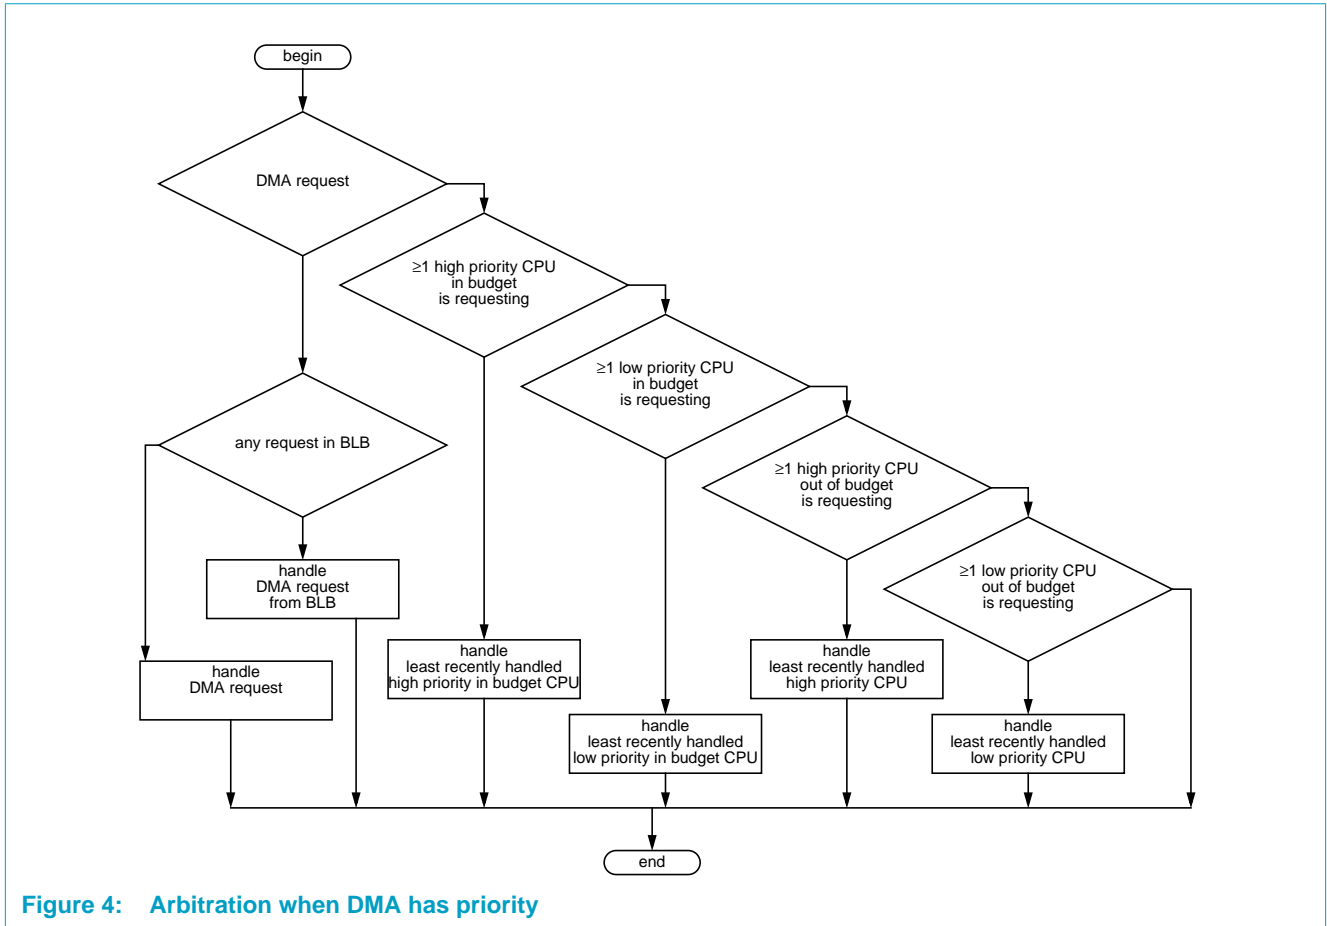 begin
DMA request
≥1 high priority CPU
in budget
is requesting
≥1 low priority CPU
in budget
is requesting
any request in BLB
≥1 high priority CPU
out of budget
is requesting
≥1 low priority CPU
out of budget
is requesting
handle
DMA request
from BLB
handle
DMA request
handle
least recently handled
high priority in budget CPU
handle
least recently handled
high priority CPU
handle
least recently handled
low priority in budget CPU
handle
least recently handled
low priority CPU
end
Figure 4: Arbitration when DMA has priority